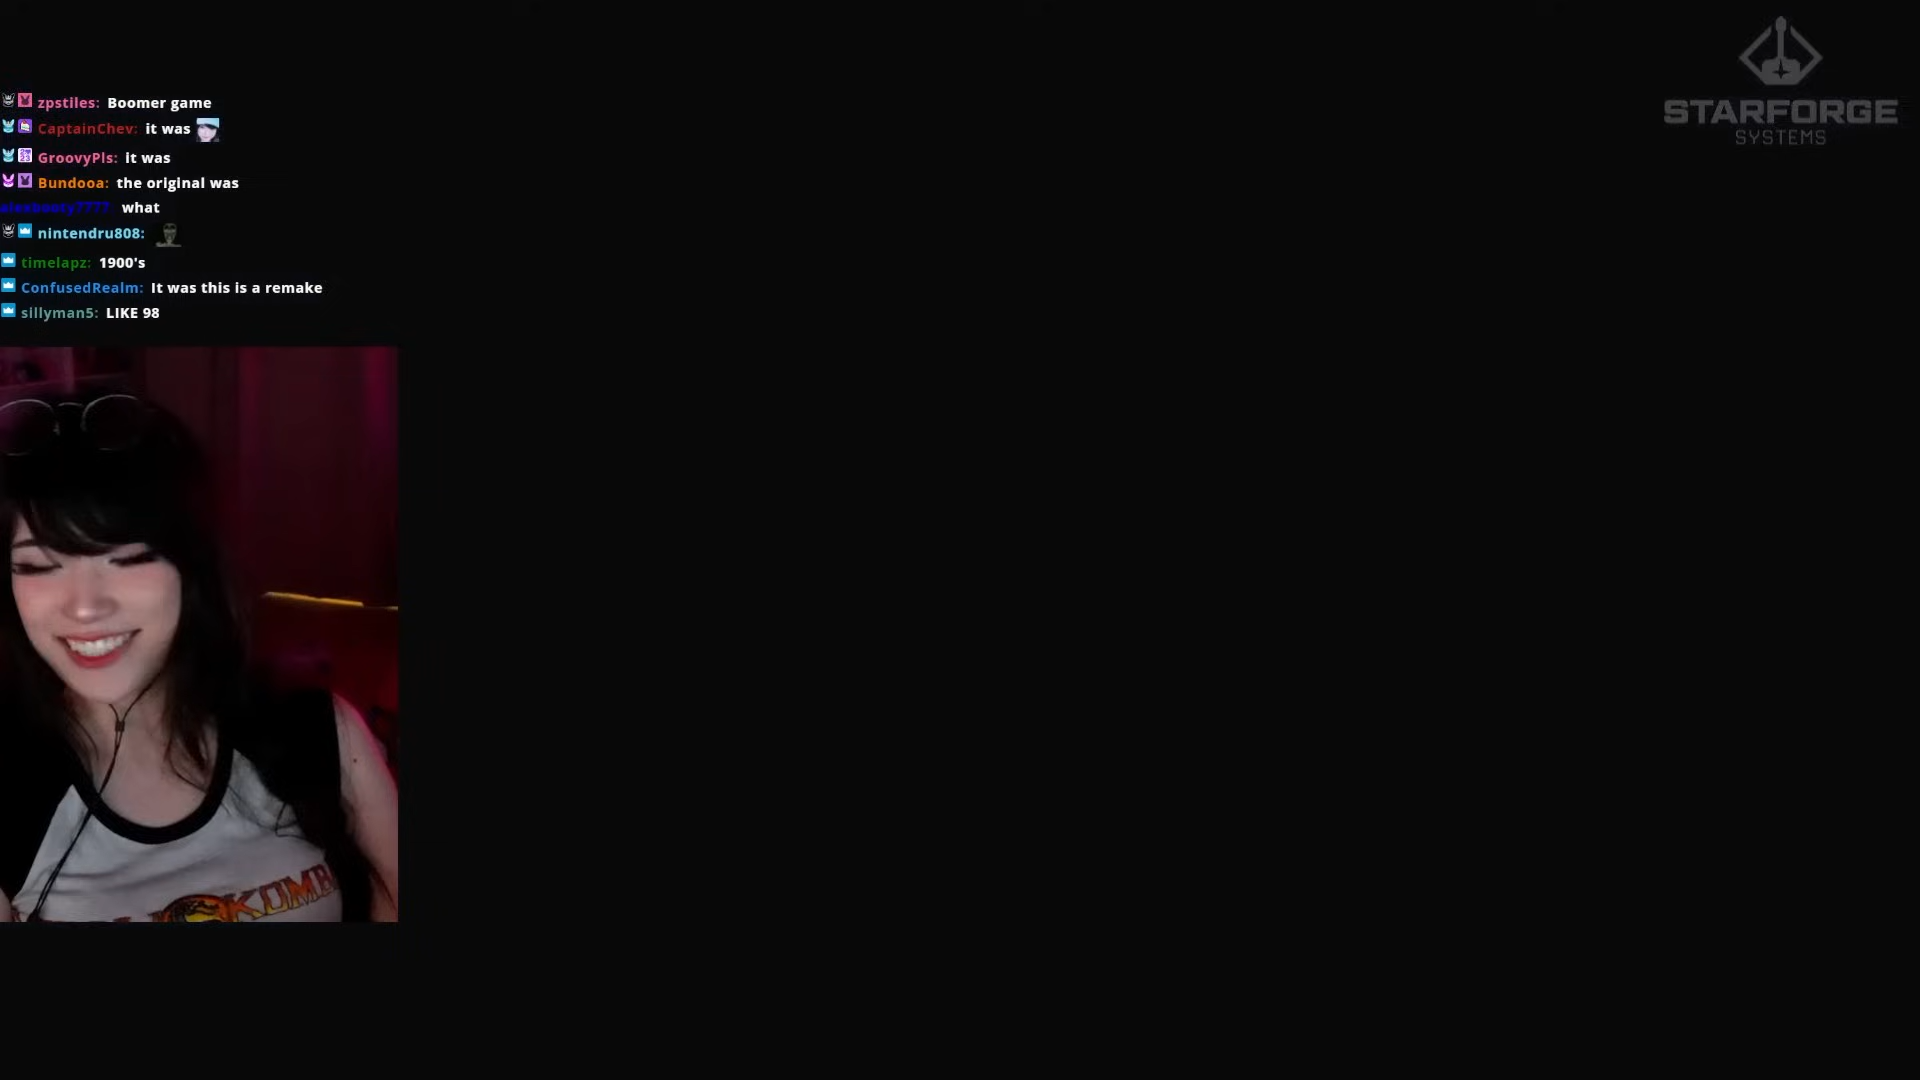 STARFORGE
SYSTEMS
zpstiles: Boomer game
CaptainChev: it was
GroovyPls: it was
Bundooa: the original was
what
nintendru808:
timelapz: 1900's
ConfusedRealm: It was this is a remake
sillyman5: LIKE 98
KOMB